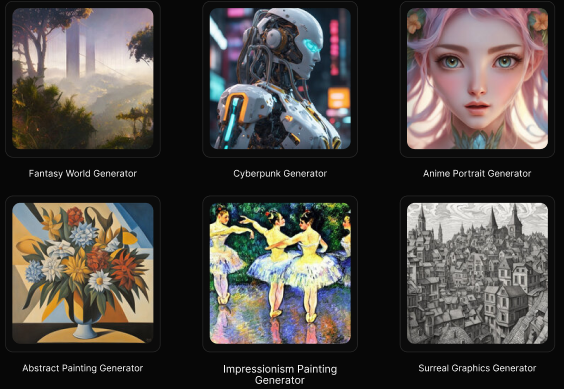 Fantasy World Generator
Cyberpunk Generator
Anime Portrait Generator
Abstract Painting Generator
Impressionism Painting
Generator
Surreal Graphics Generator